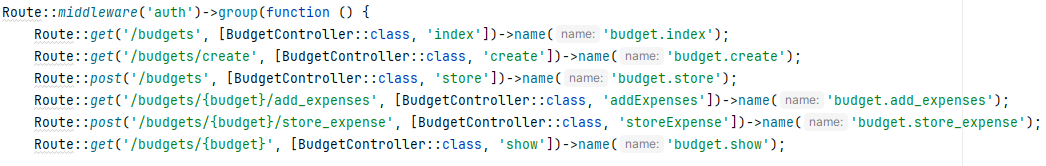 Route::middleware('auth')->group(function () {
    Route::get('/budgets', [BudgetController::class, 'index'])->name( name: 'budget.index');
    Route::get('/budgets/create', [BudgetController::class, 'create'])->name( name: 'budget.create');
    Route::post('/budgets', [BudgetController::class, 'store'])->name( name: 'budget.store');
    Route::get('/budgets/{budget}/add_expenses', [BudgetController::class, 'addExpenses'])->name( name: 'budget.add_expenses');
    Route::post('/budgets/{budget}/store_expense', [BudgetController::class, 'storeExpense'])->name( name: 'budget.store_expense');
    Route::get('/budgets/{budget}', [BudgetController::class, 'show'])->name( name: 'budget.show');